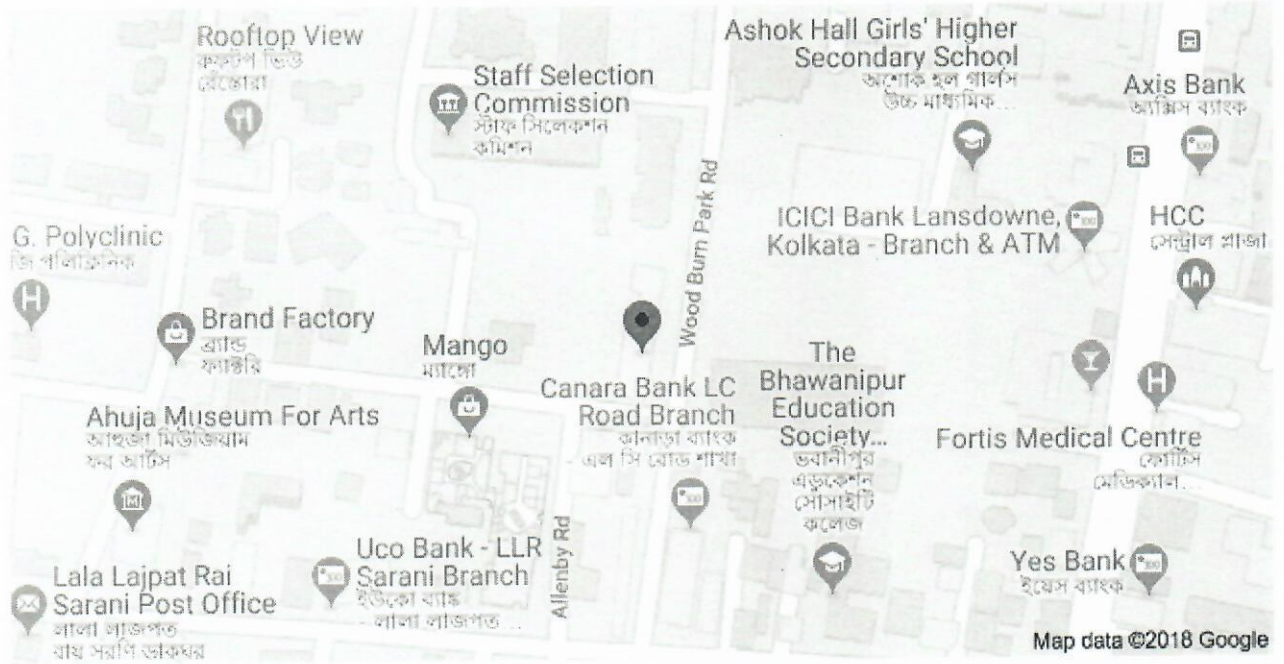 Rooftop View
রুফটপ ভিউ
রেঁস্তোরা
Staff Selection
Commission
স্টাফ সিলেকশন
কমিশন
Ashok Hall Girls' Higher
Secondary School
অশোক হল গার্লস
উচ্চ মাধ্যমিক...
Axis Bank
অ্যাক্সিস ব্যাংক
Wood Burn Park Rd
ICICI Bank Lansdowne,
Kolkata - Branch & ATM
HCC
সেন্ট্রাল প্লাজা
G. Polyclinic
জি পলিক্লিনিক
Brand Factory
ব্র্যান্ড
ফ্যাক্টরি
Mango
ম্যাঙ্গো
Canara Bank LC
Road Branch
কানাড়া ব্যাংক
- এল সি রোড শাখা
The
Bhawanipur
Education
Society...
ভবানীপুর
এডুকেশন
সোসাইটি
কলেজ
Ahuja Museum For Arts
আহুজা মিউজিয়াম
ফর আর্টস
Fortis Medical Centre
ফোর্টিস
মেডিক্যাল...
Uco Bank - LLR
Sarani Branch
ইউকো ব্যাঙ্ক
- লালা লাজপত ...
Allenby Rd
Yes Bank
ইয়েস ব্যাংক
Lala Lajpat Rai
Sarani Post Office
লালা লাজপত
রায় সরণি ডাকঘর
Map data ©2018 Google